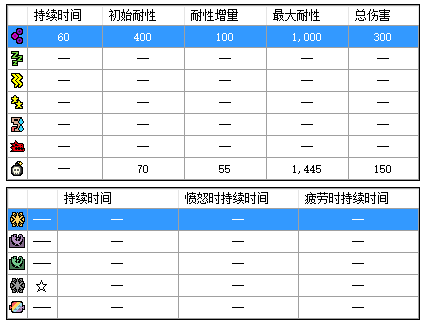 持续时间 初始耐性 耐性增量 最大耐性 总伤害
60 400 100 1,000 300
— — — — —
— — — — —
— — — — —
— — — — —
— — — — —
— 70 55 1,445 150
持续时间 愤怒时持续时间 疲劳时持续时间
—— — — —
—— — — —
—— — — —
☆ — — —
—— — — —